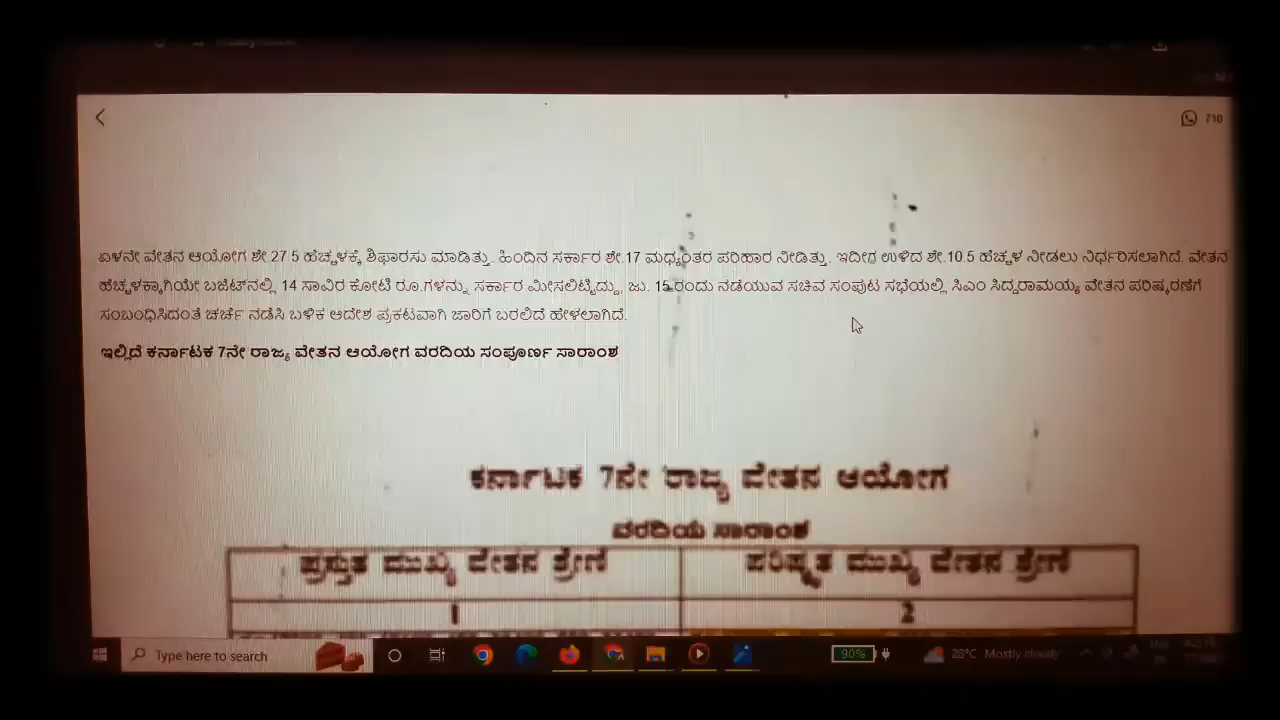 710
ಏಳನೇ ವೇತನ ಆಯೋಗ ಶೇ.27.5 ಹೆಚ್ಚಳಕ್ಕೆ ಶಿಫಾರಸು ಮಾಡಿತ್ತು. ಹಿಂದಿನ ಸರ್ಕಾರ ಶೇ.17 ಮಧ್ಯಂತರ ಪರಿಹಾರ ನೀಡಿತ್ತು. ಇದೀಗ ಉಳಿದ ಶೇ.10.5 ಹೆಚ್ಚಳ ನೀಡಲು ನಿರ್ಧರಿಸಲಾಗಿದೆ. ವೇತನ
ಹೆಚ್ಚಳಕ್ಕಾಗಿಯೇ ಬಜೆಟ್‌ನಲ್ಲಿ 14 ಸಾವಿರ ಕೋಟಿ ರೂ.ಗಳನ್ನು ಸರ್ಕಾರ ಮೀಸಲಿಟ್ಟಿದ್ದು, ಜು. 15ರಂದು ನಡೆಯುವ ಸಚಿವ ಸಂಪುಟ ಸಭೆಯಲ್ಲಿ ಸಿಎಂ ಸಿದ್ದರಾಮಯ್ಯ ವೇತನ ಪರಿಷ್ಕರಣೆಗೆ
ಸಂಬಂಧಿಸಿದಂತೆ ಚರ್ಚೆ ನಡೆಸಿ ಬಳಿಕ ಆದೇಶ ಪ್ರಕಟವಾಗಿ ಜಾರಿಗೆ ಬರಲಿದೆ ಹೇಳಲಾಗಿದೆ.
ಇಲ್ಲಿದೆ ಕರ್ನಾಟಕ 7ನೇ ರಾಜ್ಯ ವೇತನ ಆಯೋಗ ವರದಿಯ ಸಂಪೂರ್ಣ ಸಾರಾಂಶ
ಕರ್ನಾಟಕ 7ನೇ ರಾಜ್ಯ ವೇತನ ಆಯೋಗ
ವರದಿಯ ಸಾರಾಂಶ
ಪ್ರಸ್ತುತ ಮುಖ್ಯ ವೇತನ ಶ್ರೇಣಿ ಪರಿಷ್ಕೃತ ಮುಖ್ಯ ವೇತನ ಶ್ರೇಣಿ
1 2
Type here to search 90% 28°C Mostly cloudy